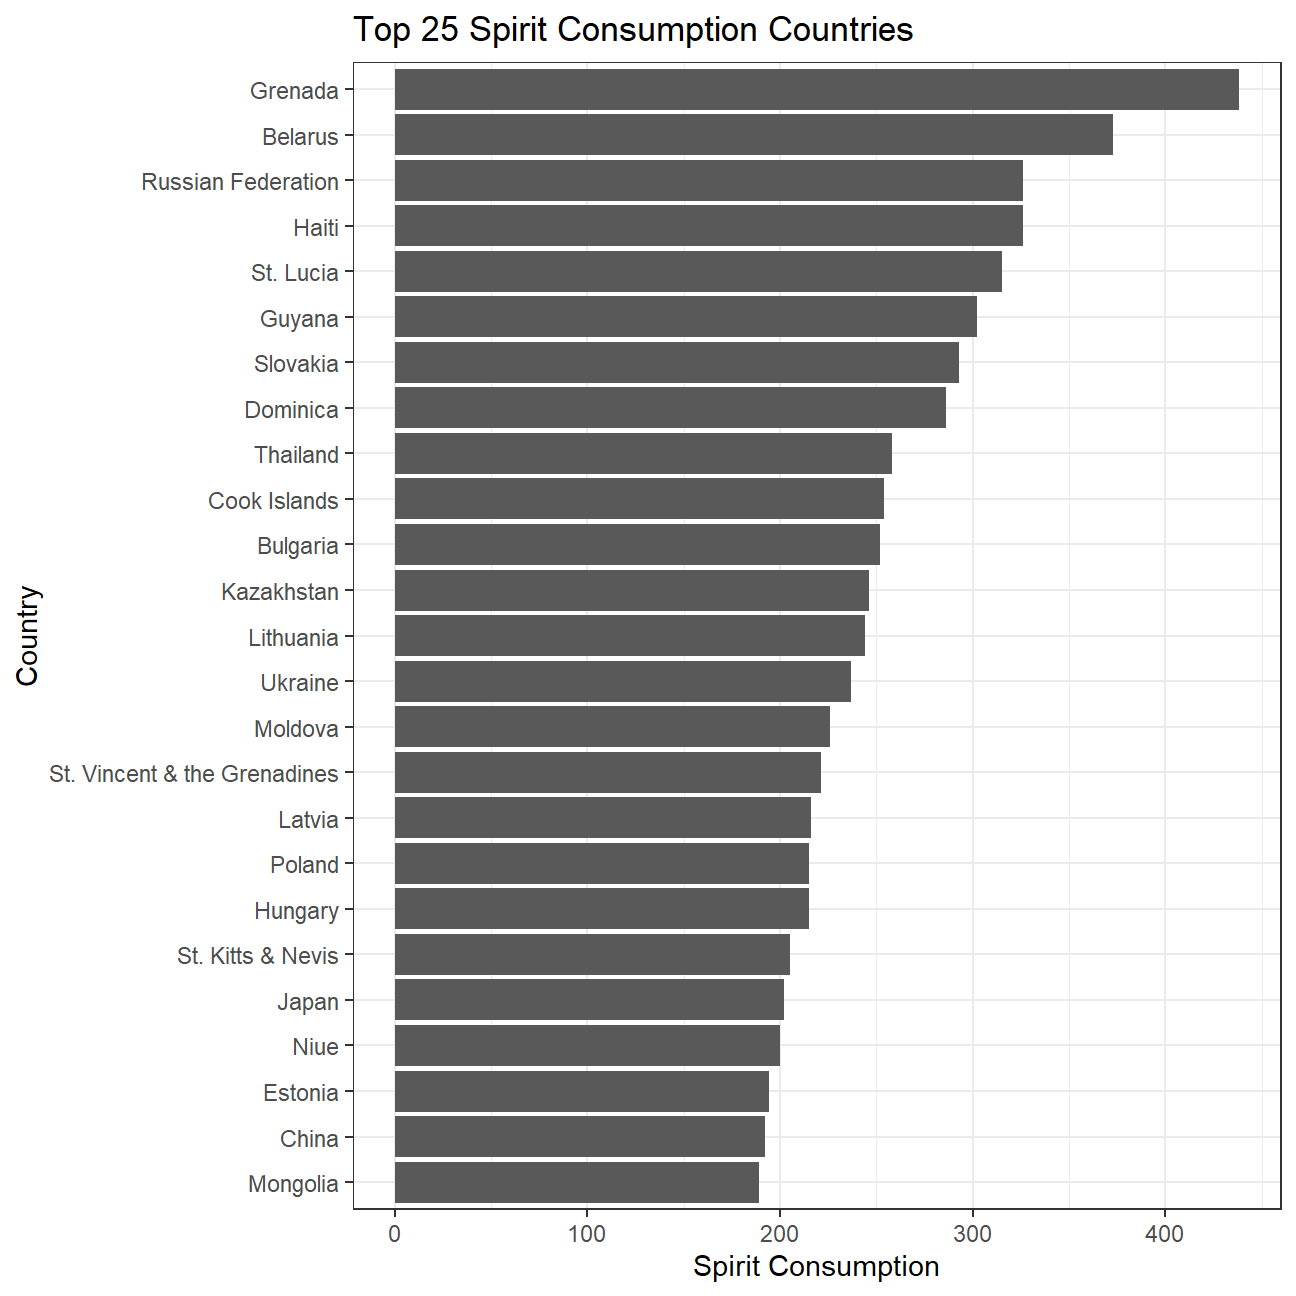 Top 25 Spirit Consumption Countries
Grenada
Belarus
Russian Federation
Haiti
St. Lucia
Guyana
Slovakia
Dominica
Thailand
Cook Islands
Bulgaria
Kazakhstan
Lithuania
Ukraine
Moldova
St. Vincent & the Grenadines
Latvia
Poland
Hungary
St. Kitts & Nevis
Japan
Niue
Estonia
China
Mongolia
Country
0 100 200 300 400
Spirit Consumption